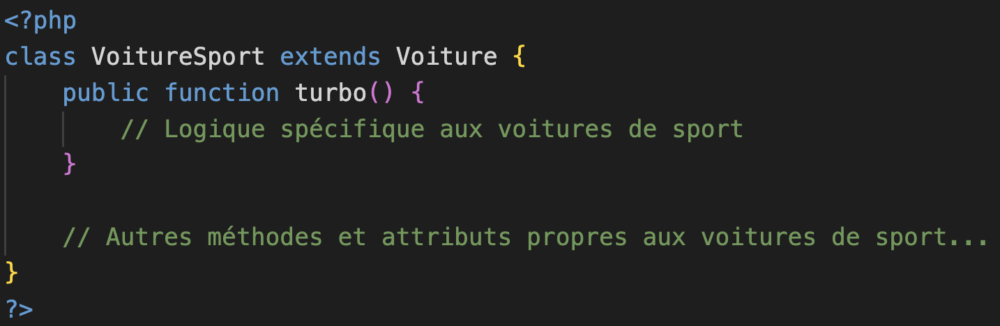 <?php
class VoitureSport extends Voiture {
    public function turbo() {
        // Logique spécifique aux voitures de sport
    }

    // Autres méthodes et attributs propres aux voitures de sport...
}
?>